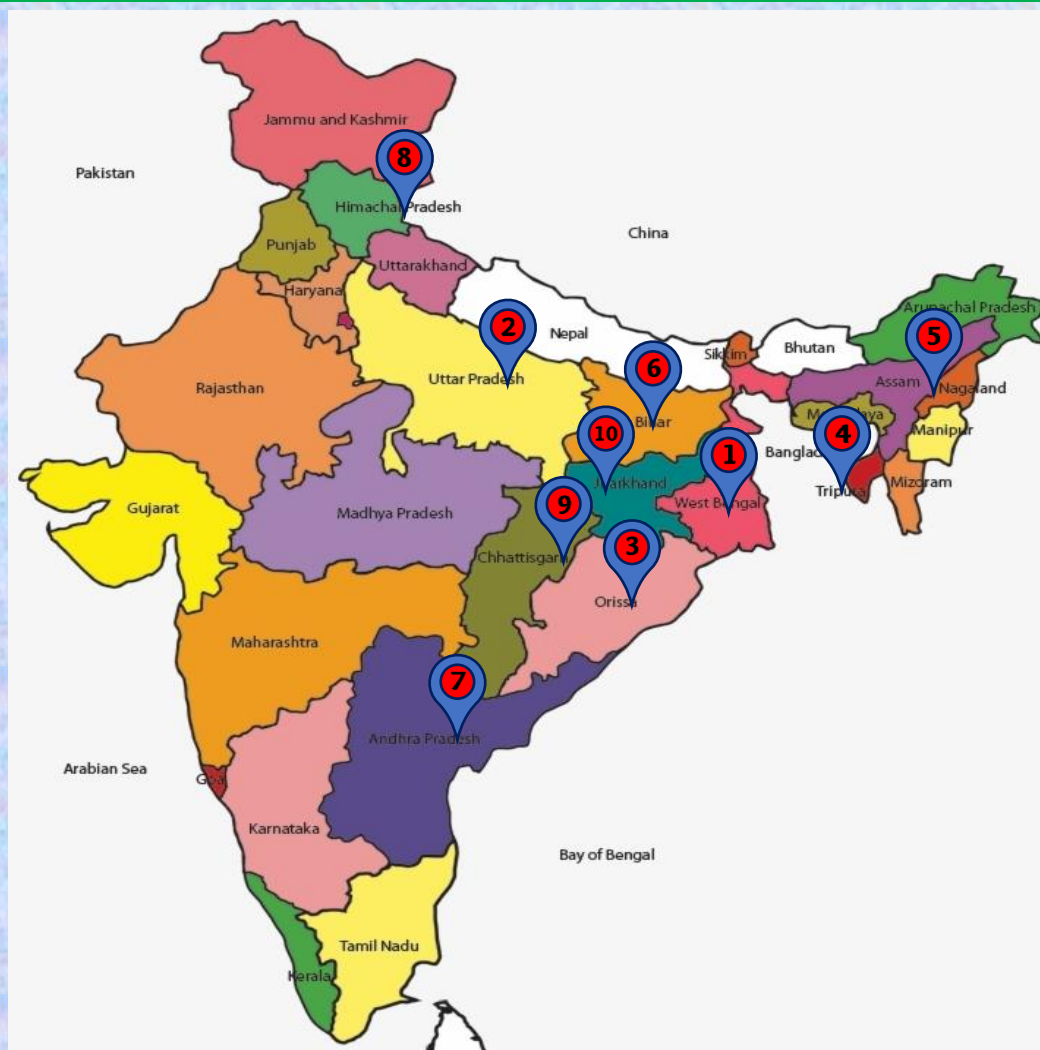 Jammu and Kashmir
8
Pakistan
Himachal Pradesh
China
Punjab
Uttarakhand
Haryana
Arunachal Pradesh
2
Nepal
5
Bhutan
Sikkim
6
Uttar Pradesh
Rajasthan
Assam
Nagaland
Bihar
Manipur
10
4
1
Jharkhand
Mizoram
Tripura
West Bengal
9
Gujarat
Madhya Pradesh
3
Chhattisgarh
Orissa
Maharashtra
7
Andhra Pradesh
Arabian Sea
Goa
Karnataka
Bay of Bengal
Tamil Nadu
Kerala